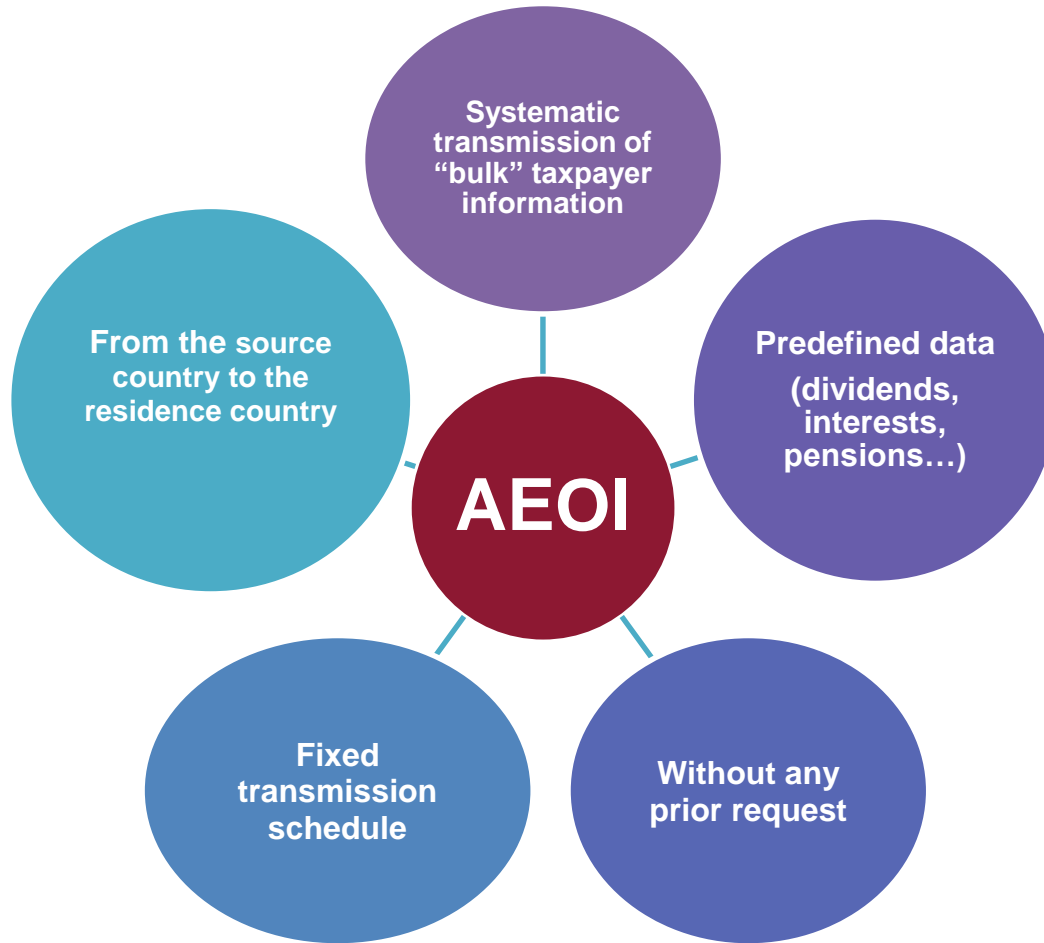 Systematic
transmission of
“bulk” taxpayer
information
Predefined data
(dividends,
interests,
pensions…)
Without any
prior request
Fixed
transmission
schedule
From the source
country to the
residence country
AEOI